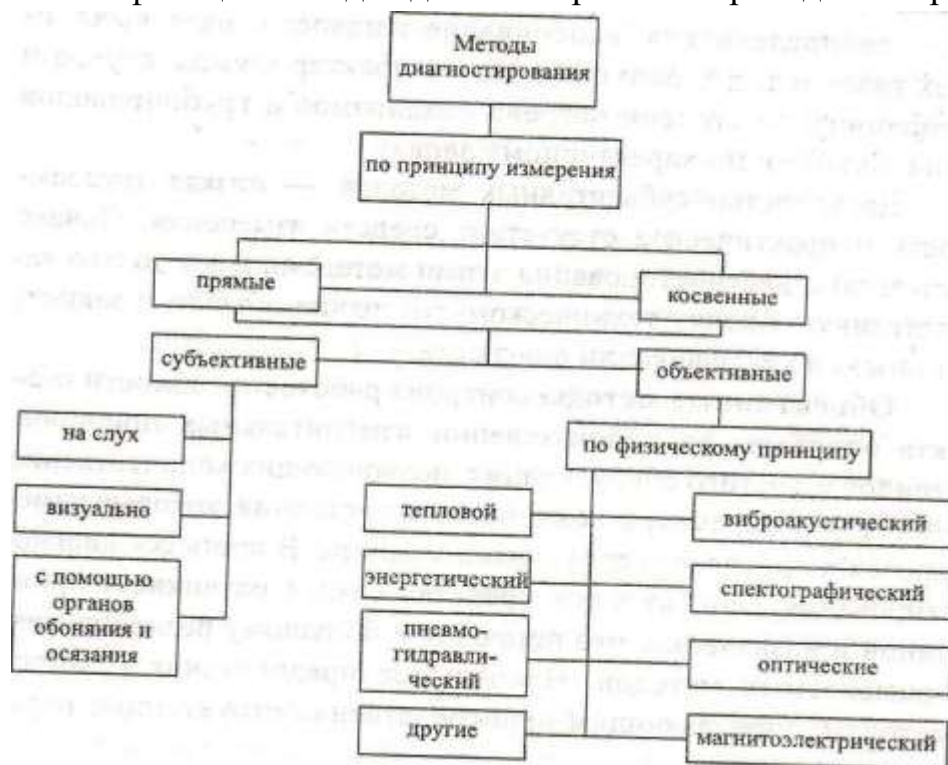 Методы
диагностирования
по принципу измерения
прямые
косвенные
субъективные
объективные
на слух
по физическому принципу
визуально
тепловой
виброакустический
с помощью
органов
обоняния и
осязания
энергетический
спектографический
пневмо-
гидравли-
ческий
оптические
другие
магнитоэлектрический